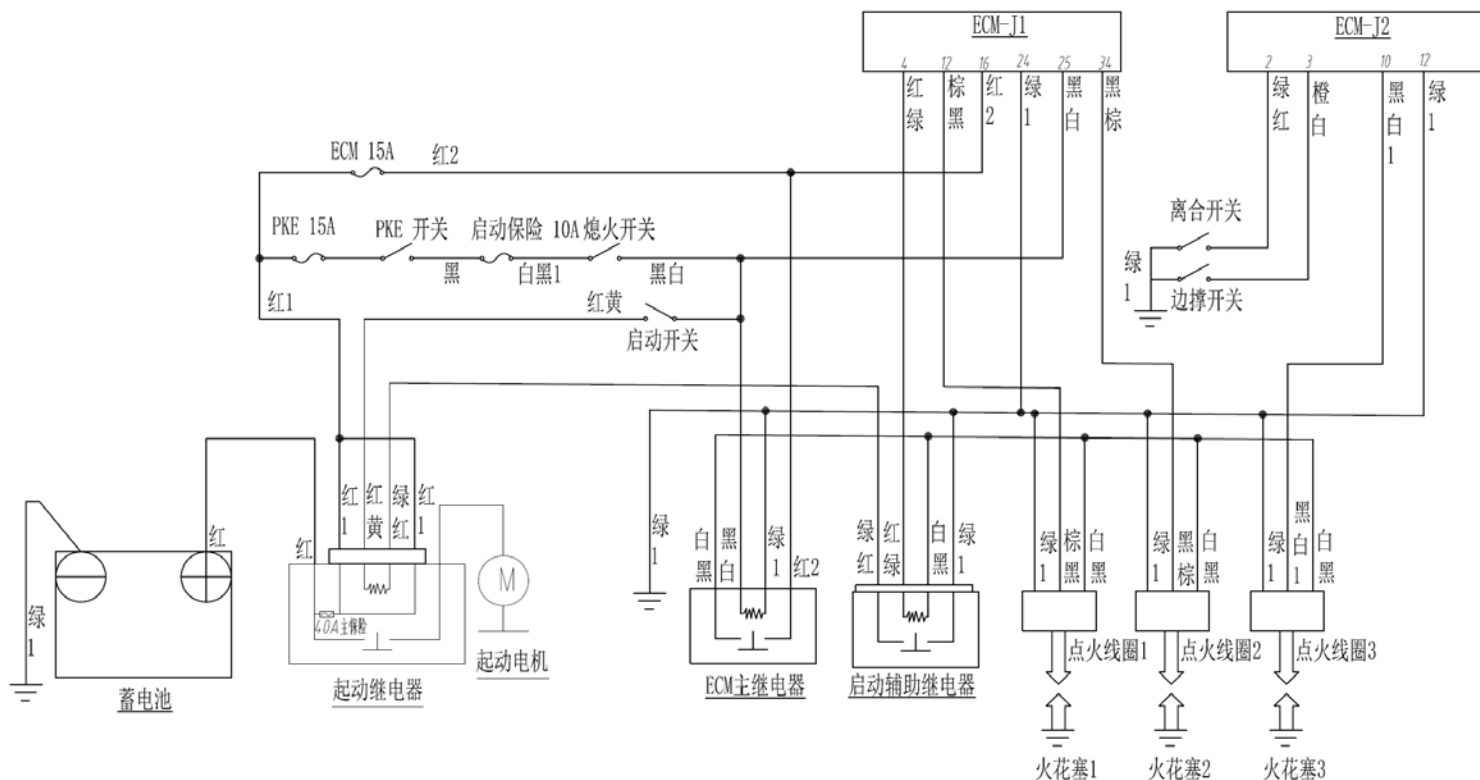 ECM-J1
ECM-J2
4 12 16 24 25 34
2 3 10 12
红绿
棕黑
红2
绿1
黑白
黑棕
绿红
橙白
黑白1
绿1
ECM 15A
红2
PKE 15A
PKE 开关
启动保险 10A
熄火开关
黑
白黑1
黑白
离合开关
绿1
边撑开关
红1
红黄
启动开关
红
红1
红黄
绿红
红1
红
M
40A主保险
绿1
蓄电池
起动继电器
起动电机
绿1
白黑
黑白
绿1
红2
ECM主继电器
绿红
红绿
白黑
绿1
启动辅助继电器
绿1
棕黑
白黑
点火线圈1
火花塞1
绿1
黑棕
白黑
点火线圈2
火花塞2
绿1
黑白1
白黑
点火线圈3
火花塞3